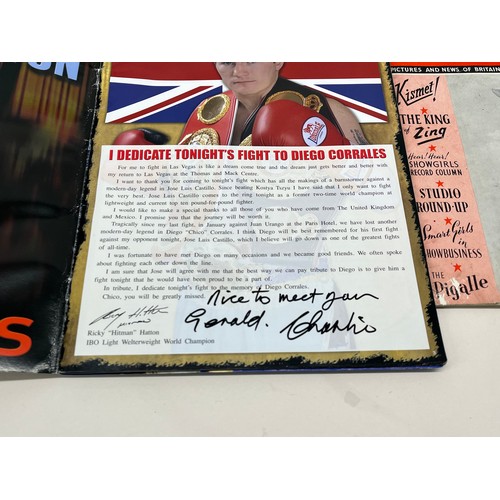 ON
S
I DEDICATE TONIGHT'S FIGHT TO DIEGO CORRALES
For me to fight in Las Vegas is like a dream come true and the dream just gets better and better with
my return to Las Vegas at the Thomas and Mack Centre.
I want to thank you for coming to tonight's fight which has all the makings of a barnstormer against a
modern-day legend in Jose Luis Castillo. Since beating Kostya Tszyu I have said that I only want to fight
the very best. Jose Luis Castillo comes to the ring tonight as a former two-time world champion at
lightweight and current top ten pound-for-pound fighter.
I would like to make a special thanks to all of you who have come from The United Kingdom
and Mexico. I promise you that the journey will be worth it.
Tragically since my last fight, in January against Juan Urango at the Paris Hotel, we have lost another
modern-day legend in Diego "Chico" Corrales. I think Diego will be best remembered for his first fight
against my opponent tonight, Jose Luis Castillo, which I believe will go down as one of the greatest fights
of all-time.
I was fortunate to have met Diego on many occasions and we became good friends. We often spoke
about fighting each other down the line.
I am sure that Jose will agree with me that the best way we can pay tribute to Diego is to give him a
fight tonight that he would have been proud to be a part of.
In tribute, I dedicate tonight's fight to the memory of Diego Corrales.
Chico, you will be greatly missed.
Nice to meet you
Gerald. Charlie
Ricky "Hitman" Hatton
IBO Light Welterweight World Champion
PICTURES AND NEWS OF BRITAIN
Kismet!
THE KING
of Zing
Hear! Hear!
SHOWGIRLS
RECORD COLUMN
STUDIO
ROUND-UP
Smart Girls
in
SHOWBUSINESS
The
Pigalle